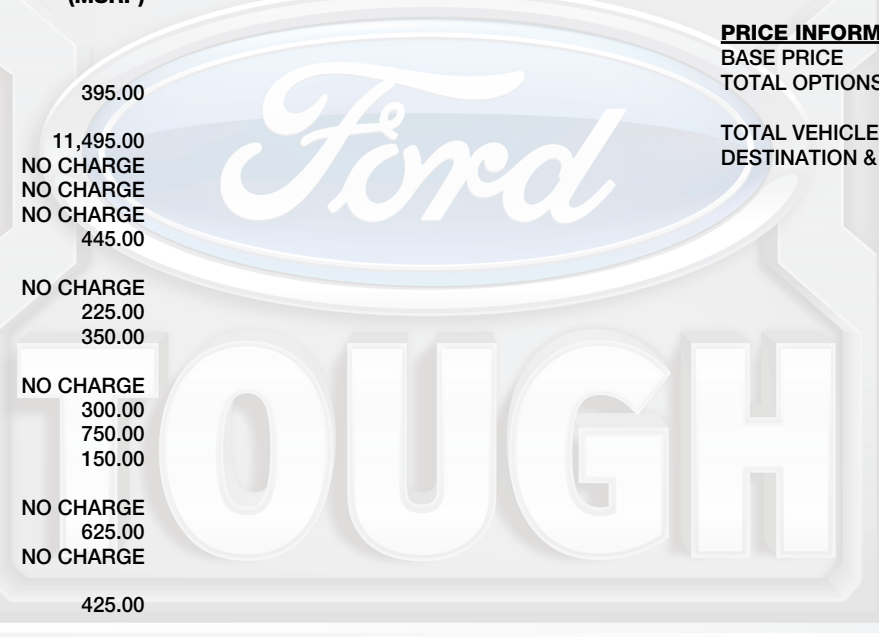 (MSRP)
395.00
11,495.00
NO CHARGE
NO CHARGE
NO CHARGE
445.00
NO CHARGE
225.00
350.00
NO CHARGE
300.00
750.00
150.00
NO CHARGE
625.00
NO CHARGE
425.00
PRICE INFORM
BASE PRICE
TOTAL OPTIONS
TOTAL VEHICLE
DESTINATION &
Ford
TOUGH